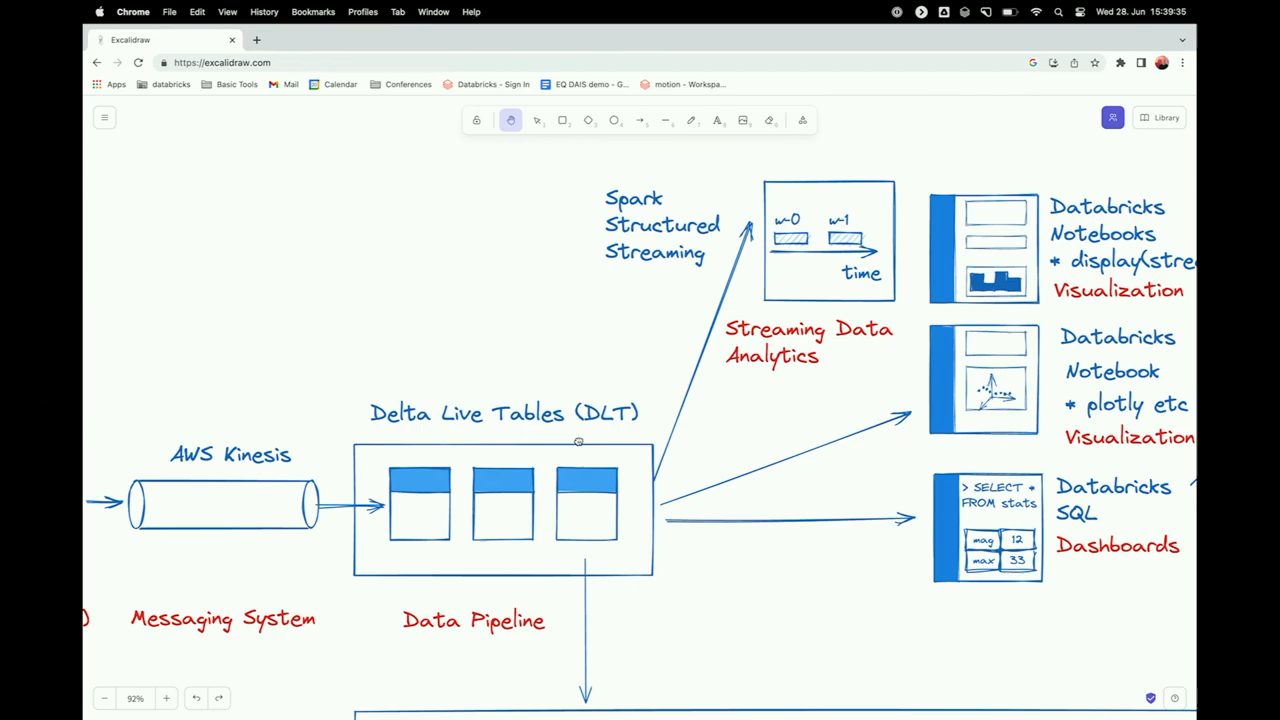 Chrome File Edit View History Bookmarks Profiles Tab Window Help Wed 28. Jun 15:39:35
Excalidraw
https://excalidraw.com
Apps databricks Basic Tools Mail Calendar Conferences Databricks - Sign In EQ DAIS demo - G... motion - Workspa...
Library
Spark
Structured
Streaming
w-0 w-1
time
Streaming Data
Analytics
Databricks
Notebooks
* display(stre
Visualization
Databricks
Notebook
* plotly etc
Visualization
Delta Live Tables (DLT)
AWS Kinesis
> SELECT *
FROM stats
mag 12
max 33
Databricks
SQL
Dashboards
) Messaging System
Data Pipeline
92%